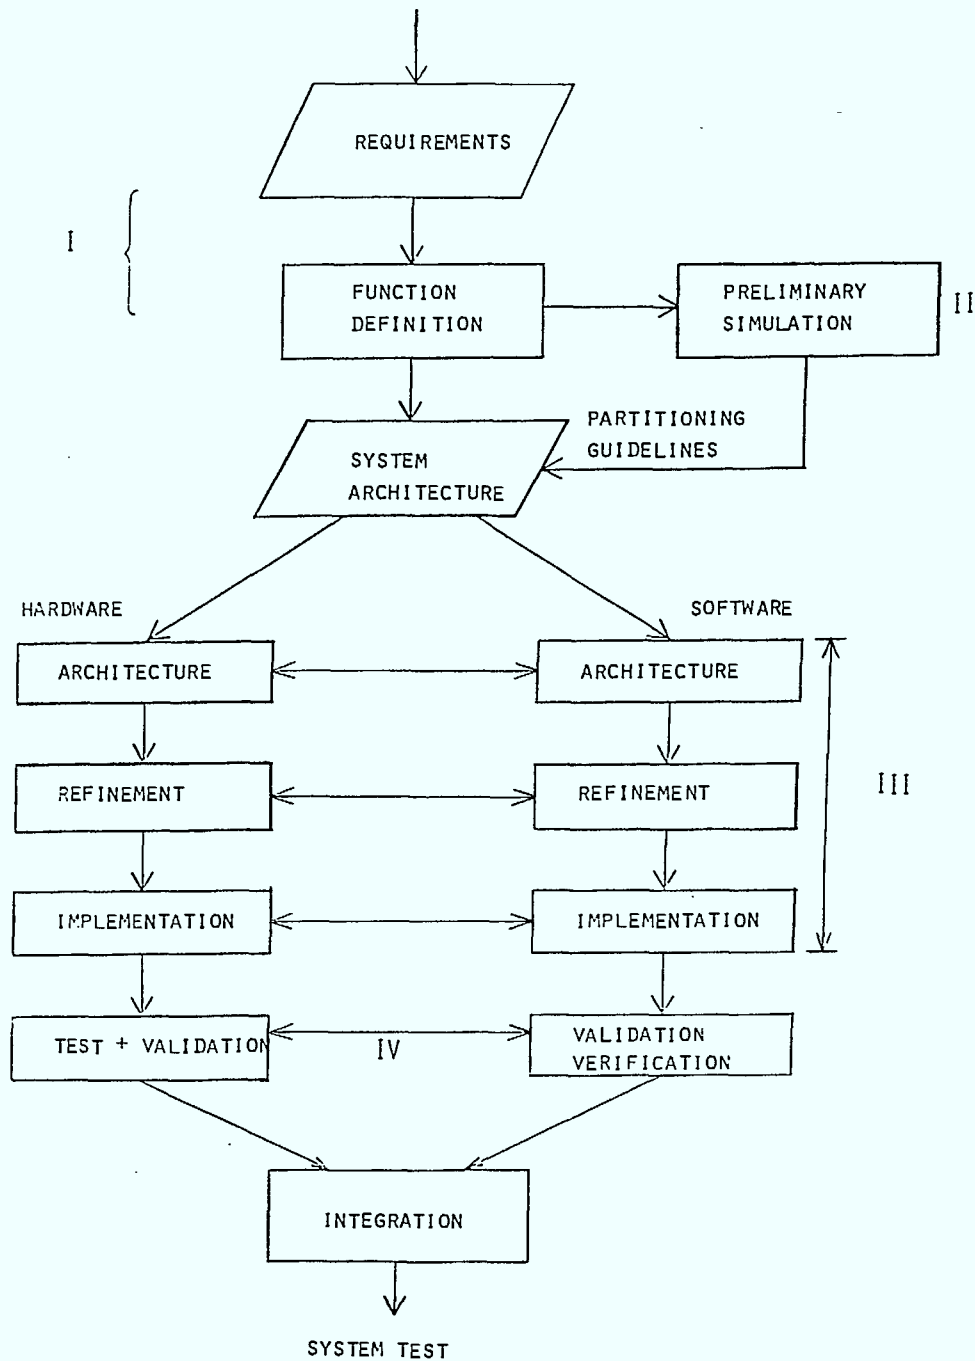 REQUIREMENTS
I
FUNCTION
DEFINITION
PRELIMINARY
SIMULATION
II
PARTITIONING
GUIDELINES
SYSTEM
ARCHITECTURE
HARDWARE
SOFTWARE
ARCHITECTURE
ARCHITECTURE
REFINEMENT
REFINEMENT
III
IMPLEMENTATION
IMPLEMENTATION
TEST + VALIDATION
IV
VALIDATION
VERIFICATION
INTEGRATION
SYSTEM TEST